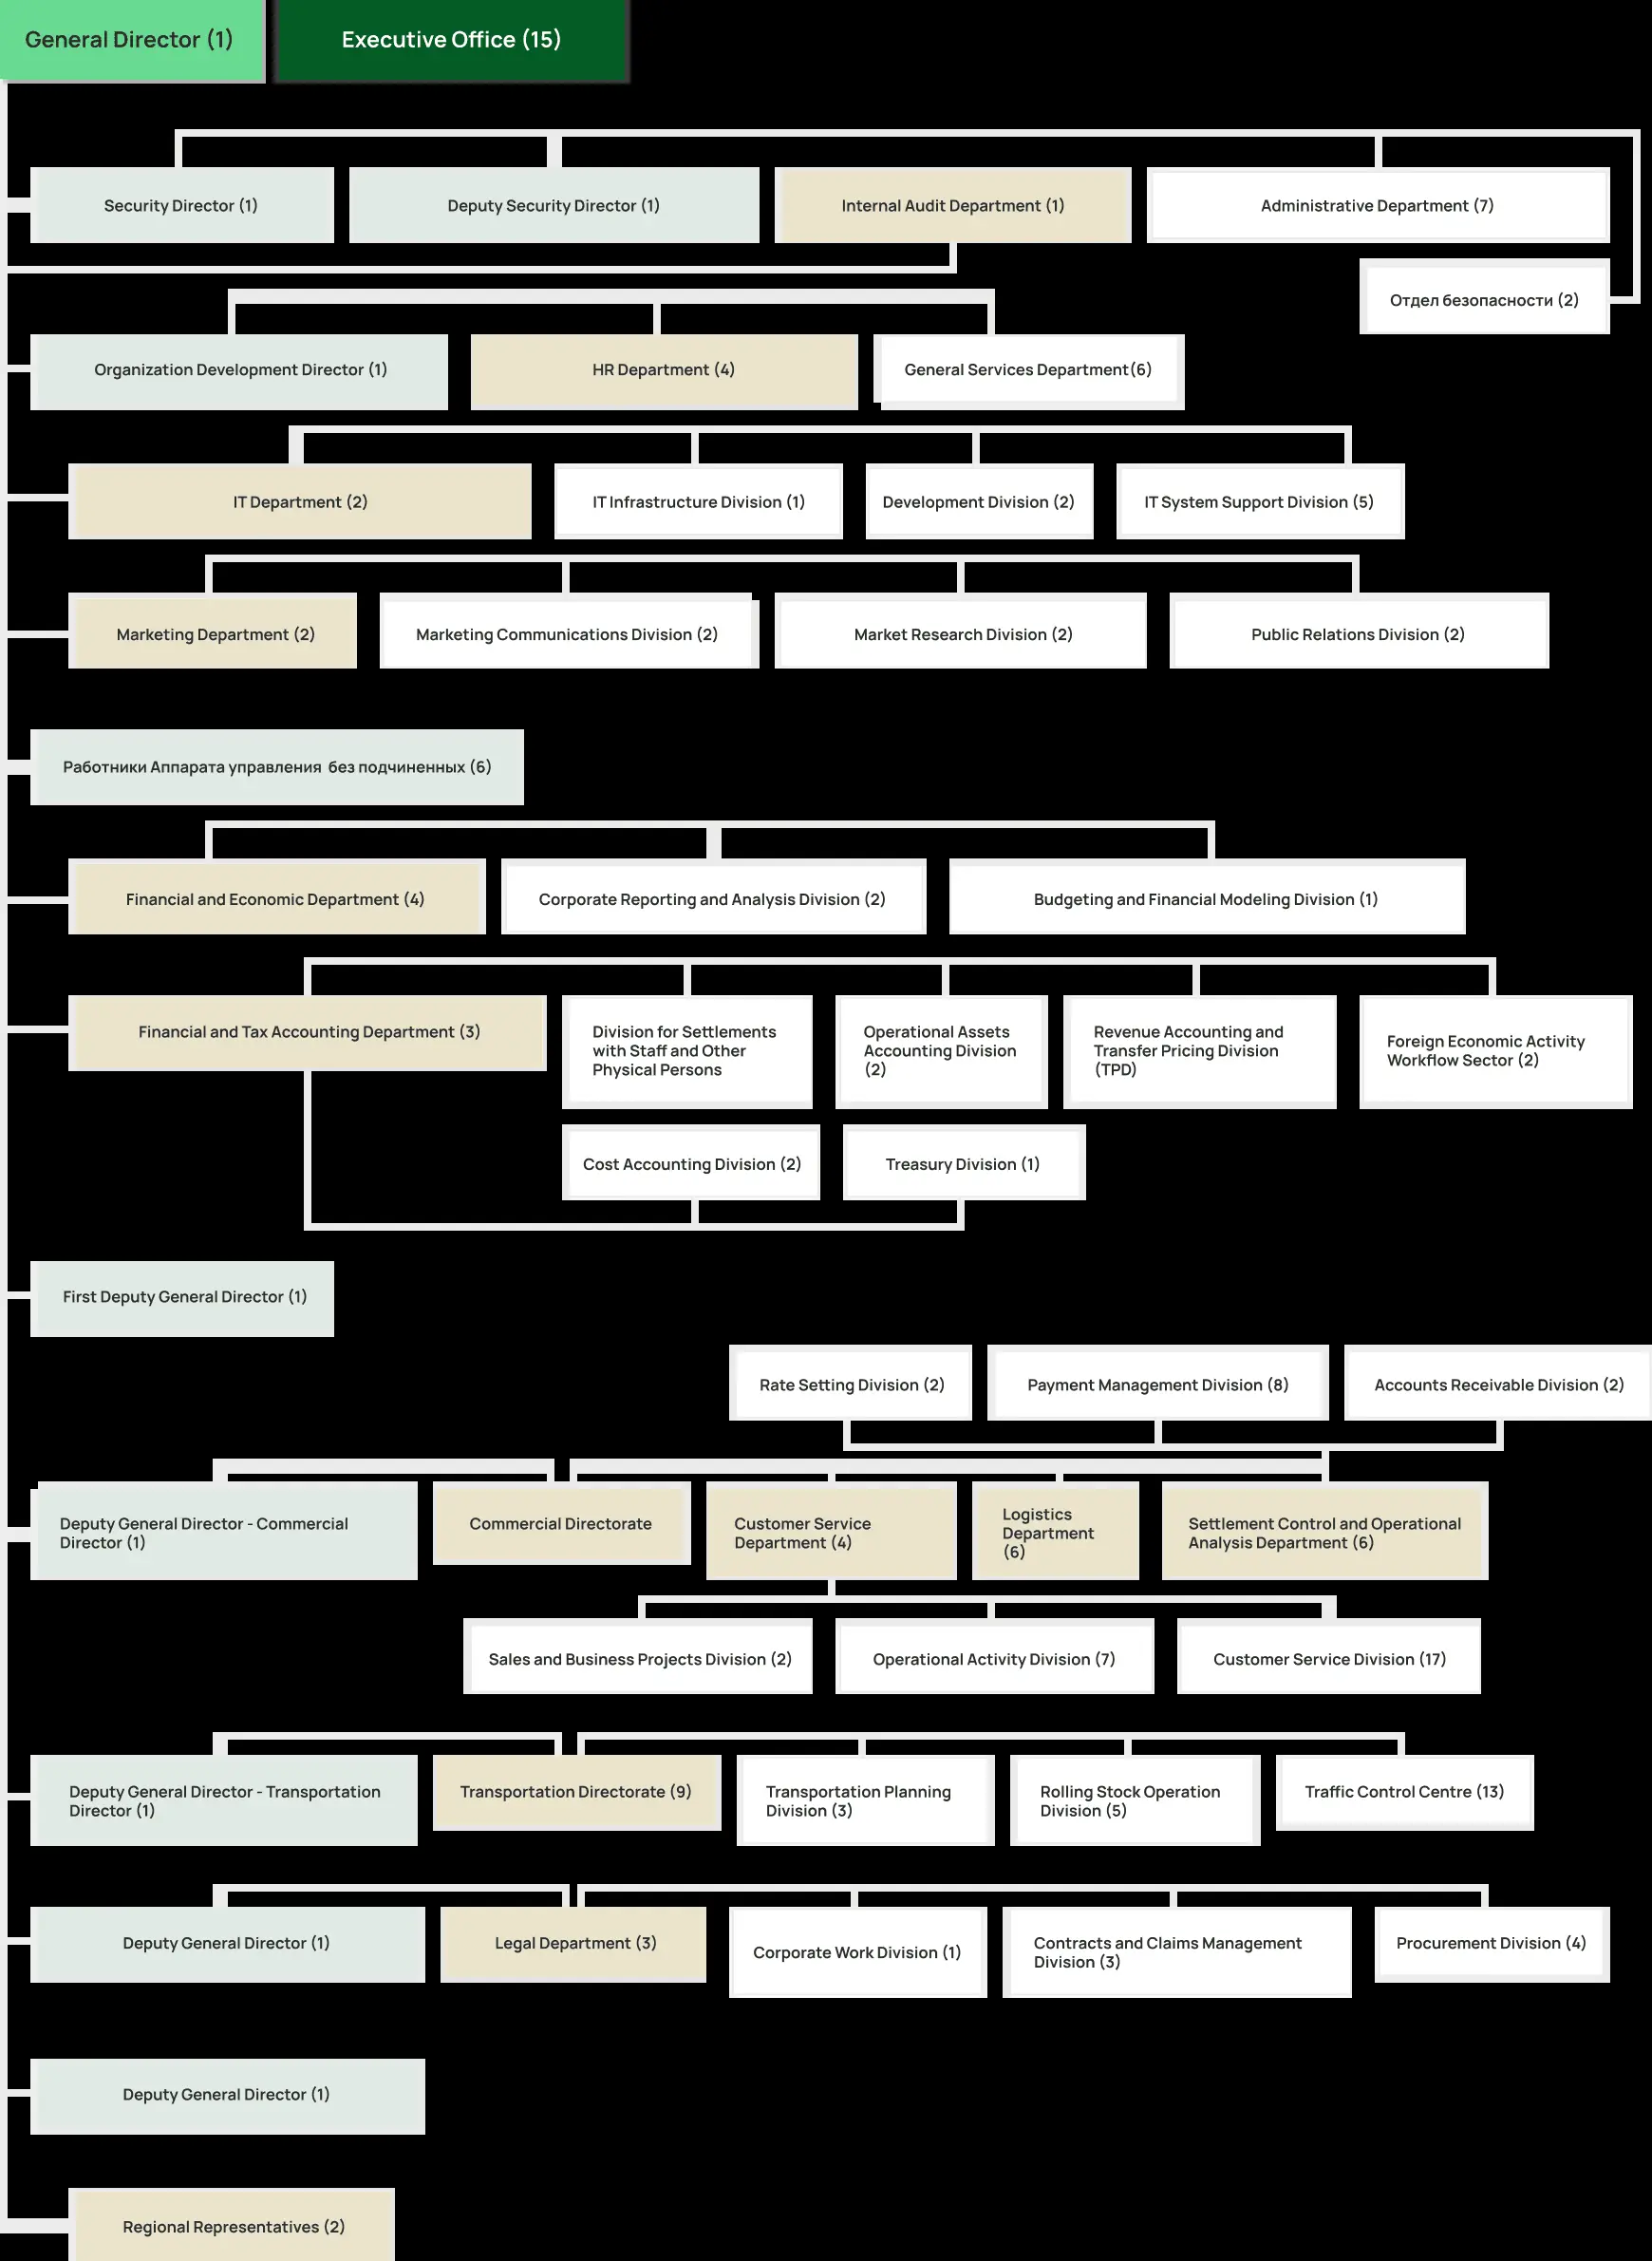 General Director (1)
Executive Office (15)
Security Director (1)
Deputy Security Director (1)
Internal Audit Department (1)
Administrative Department (7)
Отдел безопасности (2)
Organization Development Director (1)
HR Department (4)
General Services Department(6)
IT Department (2)
IT Infrastructure Division (1)
Development Division (2)
IT System Support Division (5)
Marketing Department (2)
Marketing Communications Division (2)
Market Research Division (2)
Public Relations Division (2)
Работники Аппарата управления без подчиненных (6)
Financial and Economic Department (4)
Corporate Reporting and Analysis Division (2)
Budgeting and Financial Modeling Division (1)
Financial and Tax Accounting Department (3)
Division for Settlements
with Staff and Other
Physical Persons
Operational Assets
Accounting Division
(2)
Revenue Accounting and
Transfer Pricing Division
(TPD)
Foreign Economic Activity
Workflow Sector (2)
Cost Accounting Division (2)
Treasury Division (1)
First Deputy General Director (1)
Rate Setting Division (2)
Payment Management Division (8)
Accounts Receivable Division (2)
Deputy General Director - Commercial
Director (1)
Commercial Directorate
Customer Service
Department (4)
Logistics
Department
(6)
Settlement Control and Operational
Analysis Department (6)
Sales and Business Projects Division (2)
Operational Activity Division (7)
Customer Service Division (17)
Deputy General Director - Transportation
Director (1)
Transportation Directorate (9)
Transportation Planning
Division (3)
Rolling Stock Operation
Division (5)
Traffic Control Centre (13)
Deputy General Director (1)
Legal Department (3)
Corporate Work Division (1)
Contracts and Claims Management
Division (3)
Procurement Division (4)
Deputy General Director (1)
Regional Representatives (2)